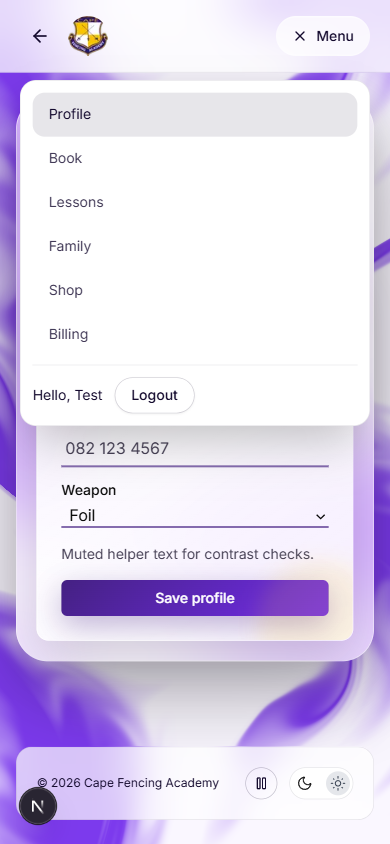 CAPE
Menu
Profile
Book
Lessons
Family
Shop
Billing
Hello, Test
Logout
082 123 4567
Weapon
Foil
Muted helper text for contrast checks.
Save profile
© 2026 Cape Fencing Academy
N